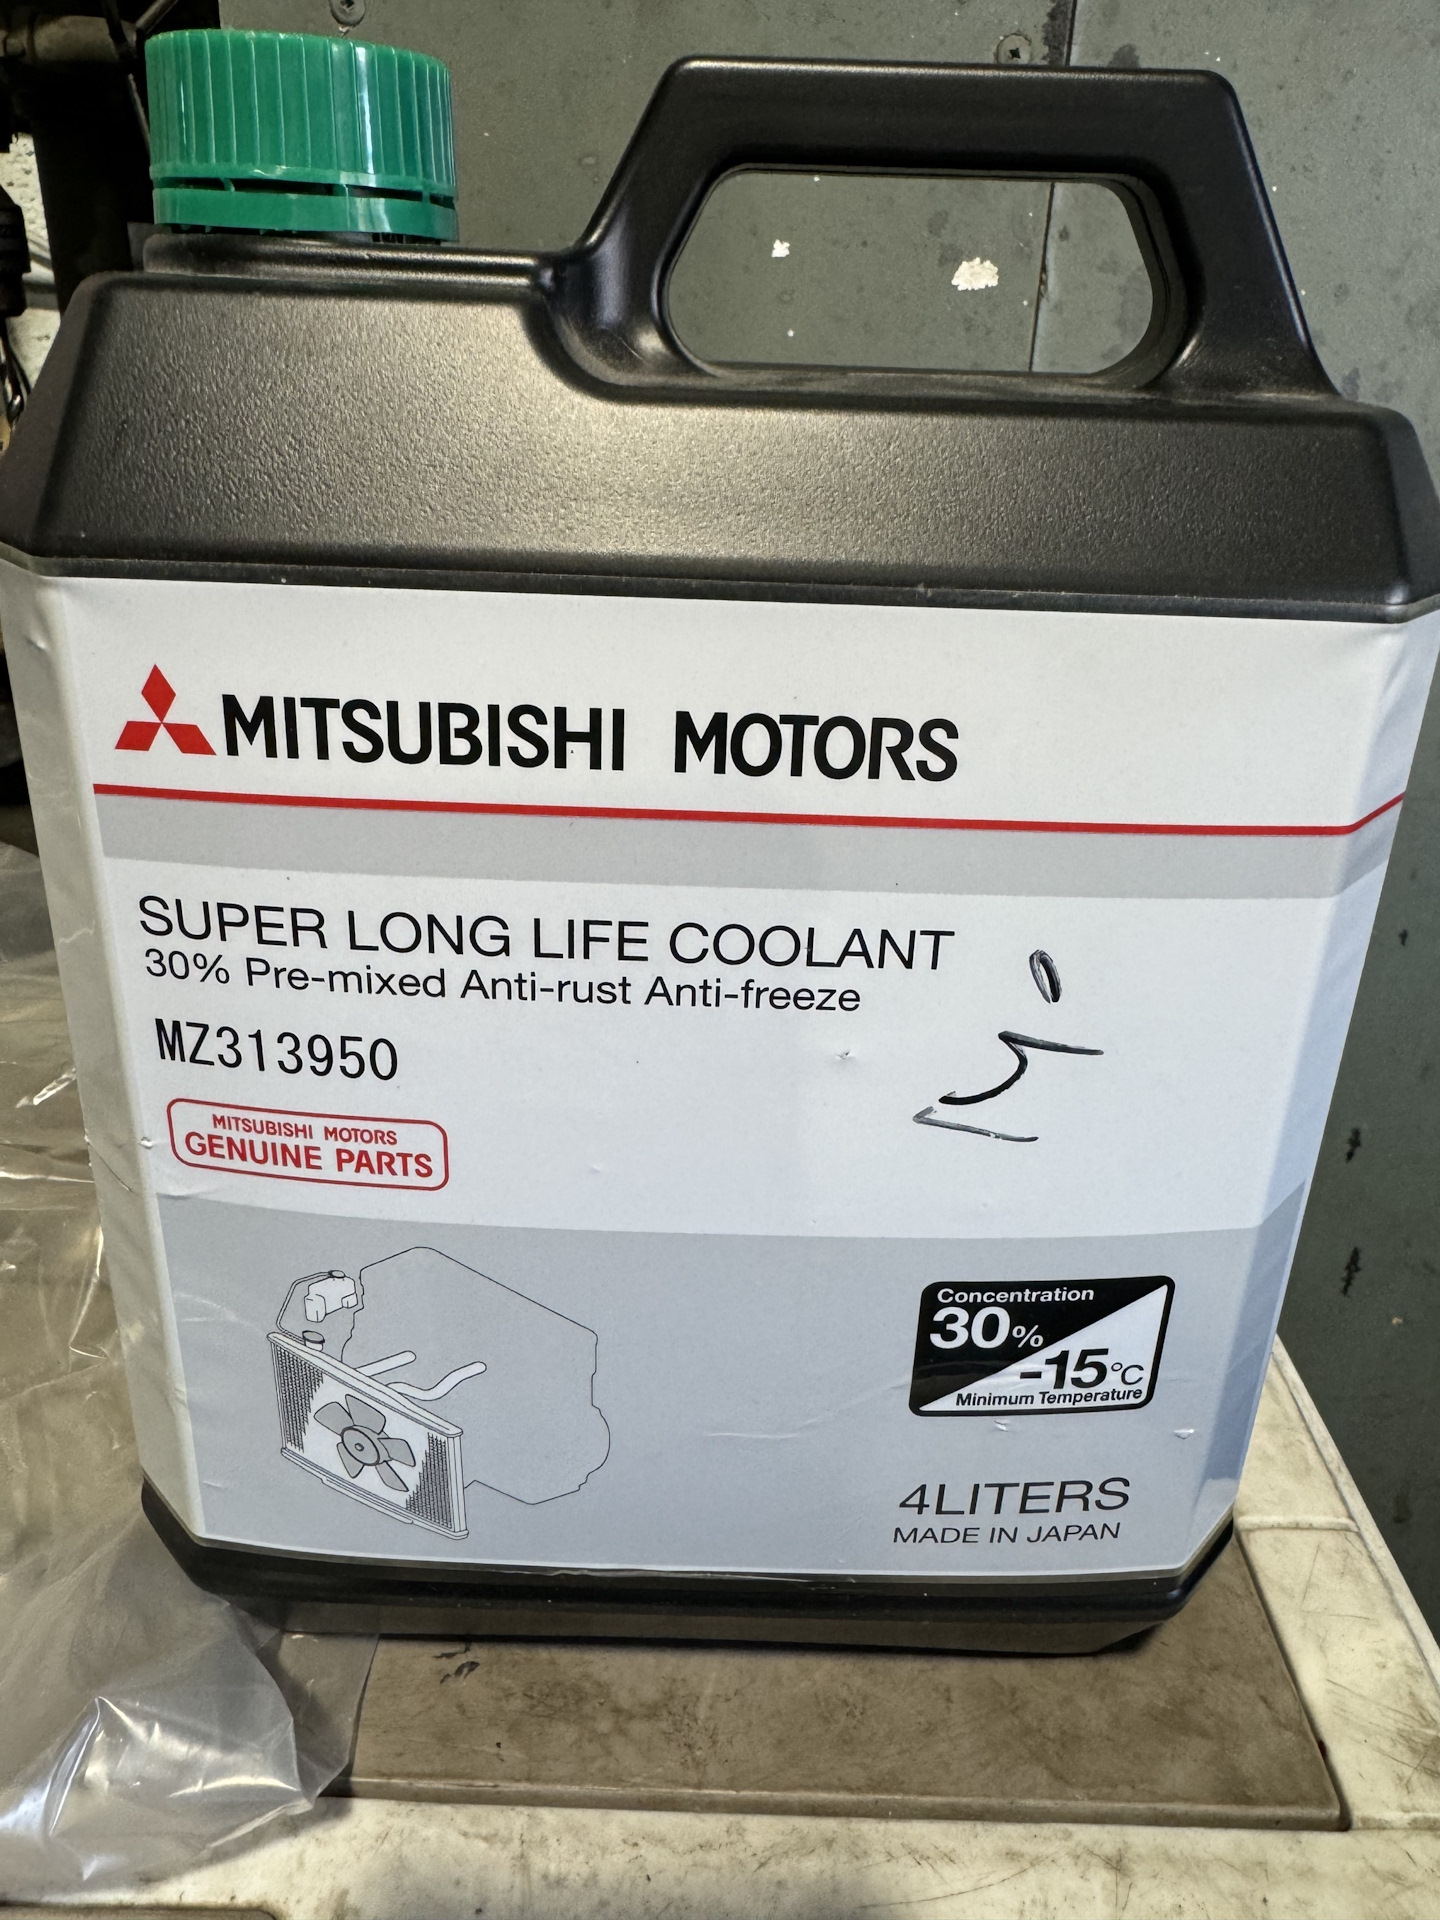 MITSUBISHI MOTORS
SUPER LONG LIFE COOLANT
30% Pre-mixed Anti-rust Anti-freeze
MZ313950
MITSUBISHI MOTORS
GENUINE PARTS
Concentration
30%
-15°C
Minimum Temperature
4LITERS
MADE IN JAPAN